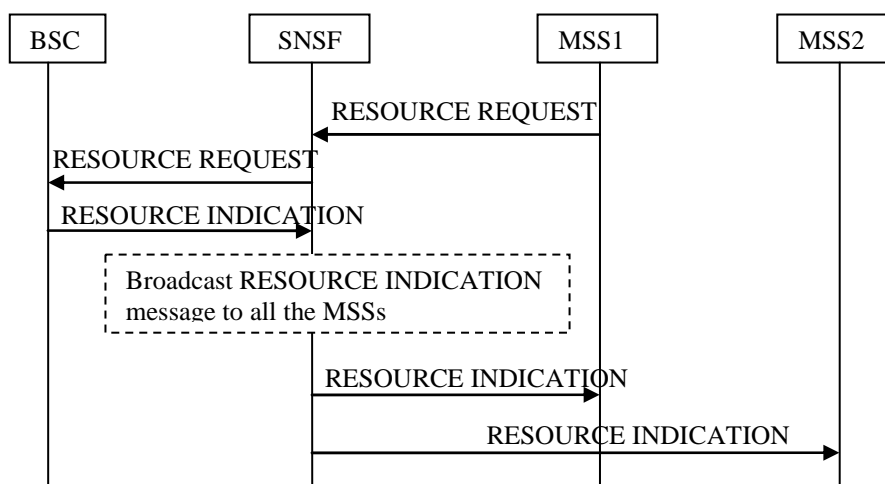 BSC
SNSF
MSS1
MSS2
RESOURCE REQUEST
RESOURCE REQUEST
RESOURCE INDICATION
Broadcast RESOURCE INDICATION
message to all the MSSs
RESOURCE INDICATION
RESOURCE INDICATION